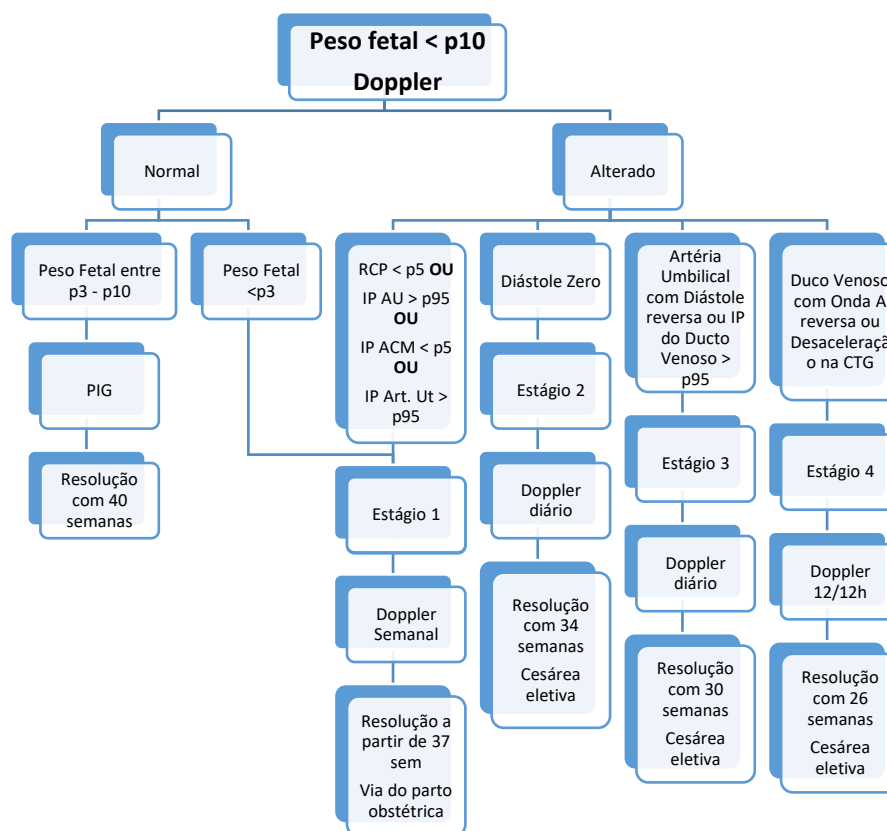 Peso fetal < p10
Doppler
Normal
Alterado
Peso Fetal entre
p3 - p10
Peso Fetal
<p3
RCP < p5 OU
IP AU > p95
OU
IP ACM < p5
OU
IP Art. Ut >
p95
Diástole Zero
Artéria
Umbilical
com Diástole
reversa ou IP
do Ducto
Venoso >
p95
Duco Venoso
com Onda A
reversa ou
Desaceleraçã
o na CTG
PIG
Estágio 2
Estágio 3
Estágio 4
Resolução
com 40
semanas
Estágio 1
Doppler
diário
Doppler
diário
Doppler
12/12h
Doppler
Semanal
Resolução
com 34
semanas
Cesárea
eletiva
Resolução
com 30
semanas
Cesárea
eletiva
Resolução
com 26
semanas
Cesárea
eletiva
Resolução a
partir de 37
sem
Via do parto
obstétrica